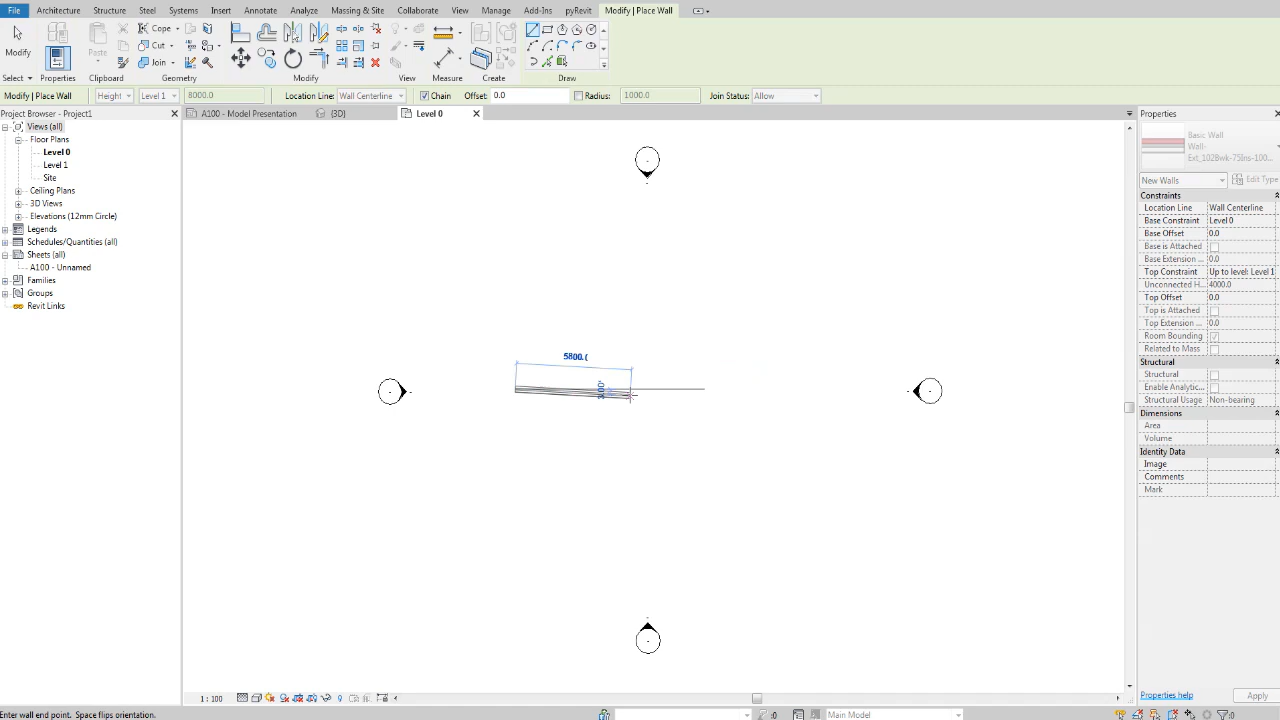 File Architecture Structure Steel Systems Insert Annotate Analyze Massing & Site Collaborate View Manage Add-Ins pyRevit Modify | Place Wall
Modify Paste Cope Cut Join
Select Properties Clipboard Geometry Modify View Measure Create Draw
Modify | Place Wall Height Level 1 8000.0 Location Line: Wall Centerline Chain Offset: 0.0 Radius: 1000.0 Join Status: Allow
Project Browser - Project1
Views (all)
Floor Plans
Level 0
Level 1
Site
Ceiling Plans
3D Views
Elevations (12mm Circle)
Legends
Schedules/Quantities (all)
Sheets (all)
A100 - Unnamed
Families
Groups
Revit Links
A100 - Model Presentation {3D} Level 0
5800.(
Properties
Basic Wall
Wall-
Ext_102Bwk-75Ins-100...
New Walls Edit Type
Constraints
Location Line Wall Centerline
Base Constraint Level 0
Base Offset 0.0
Base is Attached
Base Extension ... 0.0
Top Constraint Up to level: Level 1
Unconnected H... 4000.0
Top Offset 0.0
Top is Attached
Top Extension ... 0.0
Room Bounding
Related to Mass
Structural
Structural
Enable Analytic...
Structural Usage Non-bearing
Dimensions
Area
Volume
Identity Data
Image
Comments
Mark
Properties help Apply
1 : 100
Enter wall end point. Space flips orientation. :0 Main Model :0